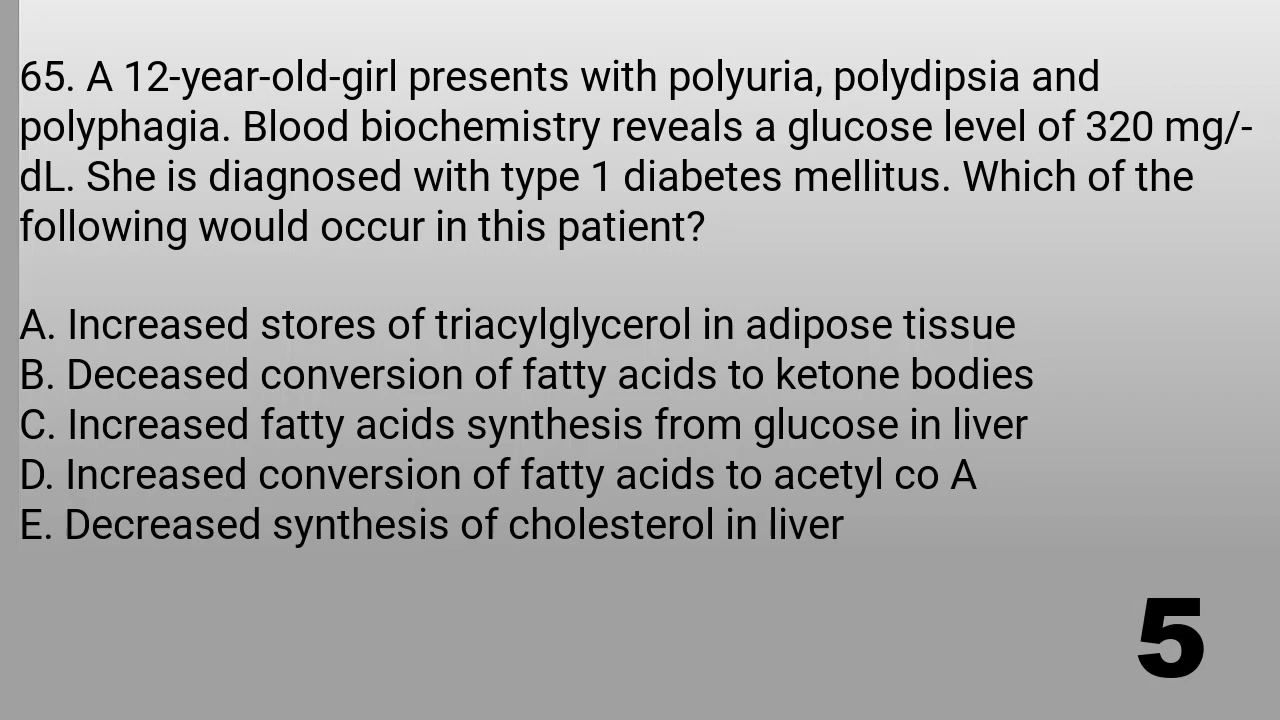 65. A 12-year-old-girl presents with polyuria, polydipsia and
polyphagia. Blood biochemistry reveals a glucose level of 320 mg/-
dL. She is diagnosed with type 1 diabetes mellitus. Which of the
following would occur in this patient?
A. Increased stores of triacylglycerol in adipose tissue
B. Deceased conversion of fatty acids to ketone bodies
C. Increased fatty acids synthesis from glucose in liver
D. Increased conversion of fatty acids to acetyl co A
E. Decreased synthesis of cholesterol in liver
5